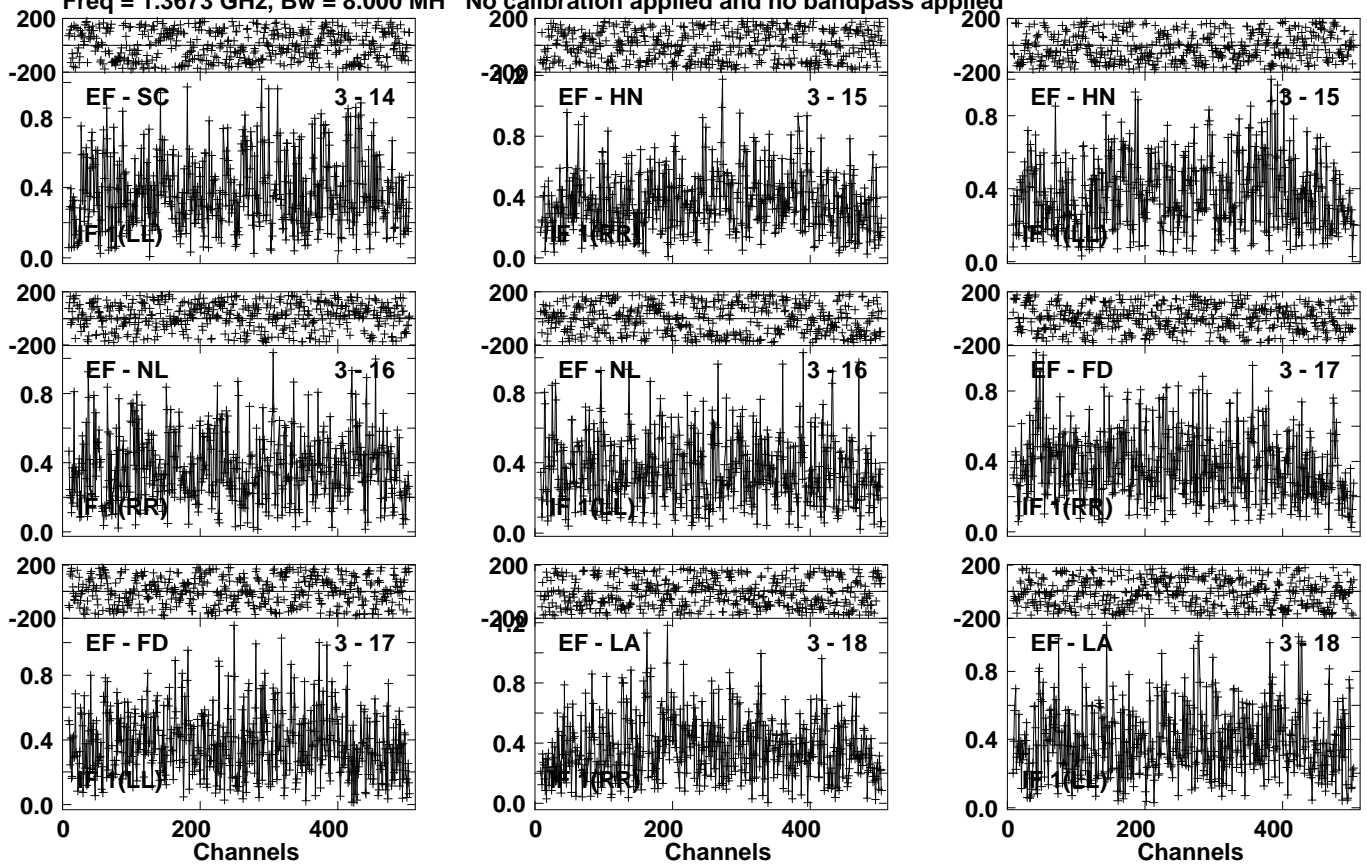 Freq = 1.3673 GHz, Bw = 8.000 MH No calibration applied and no bandpass applied
200 200 200
-200 -200 -200
1.2
EF - SC 3 - 14 EF - HN 3 - 15 EF - HN 3 - 15
0.8 0.8 0.8
0.4 0.4 0.4
IF 1(LL) IF 1(RR) IF 1(LL)
0.0 0.0 0.0
200 200 200
-200 -200 -200
EF - NL 3 - 16 EF - NL 3 - 16 EF - FD 3 - 17
0.8 0.8 0.8
0.4 0.4 0.4
IF 1(RR) IF 1(LL) IF 1(RR)
0.0 0.0 0.0
200 200 200
-200 -200 -200
1.2
EF - FD 3 - 17 EF - LA 3 - 18 EF - LA 3 - 18
0.8 0.8 0.8
0.4 0.4 0.4
IF 1(LL) IF 1(RR) IF 1(LL)
0.0 0.0 0.0
0 200 400 0 200 400 0 200 400
Channels Channels Channels